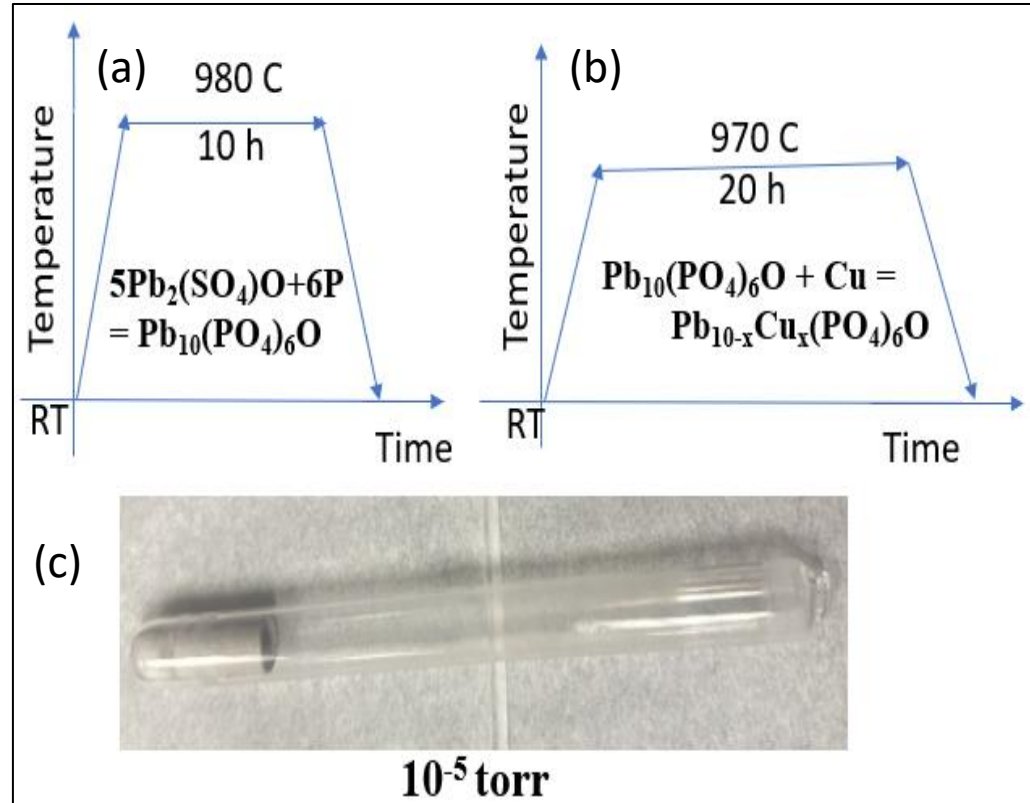 (a)
980 C
10 h
Temperature
5Pb₂(SO₄)O+6P
= Pb₁₀(PO₄)₆O
RT
Time
(b)
970 C
20 h
Temperature
Pb₁₀(PO₄)₆O + Cu =
Pb₁₀₋ₓCuₓ(PO₄)₆O
RT
Time
(c)
10⁻⁵ torr